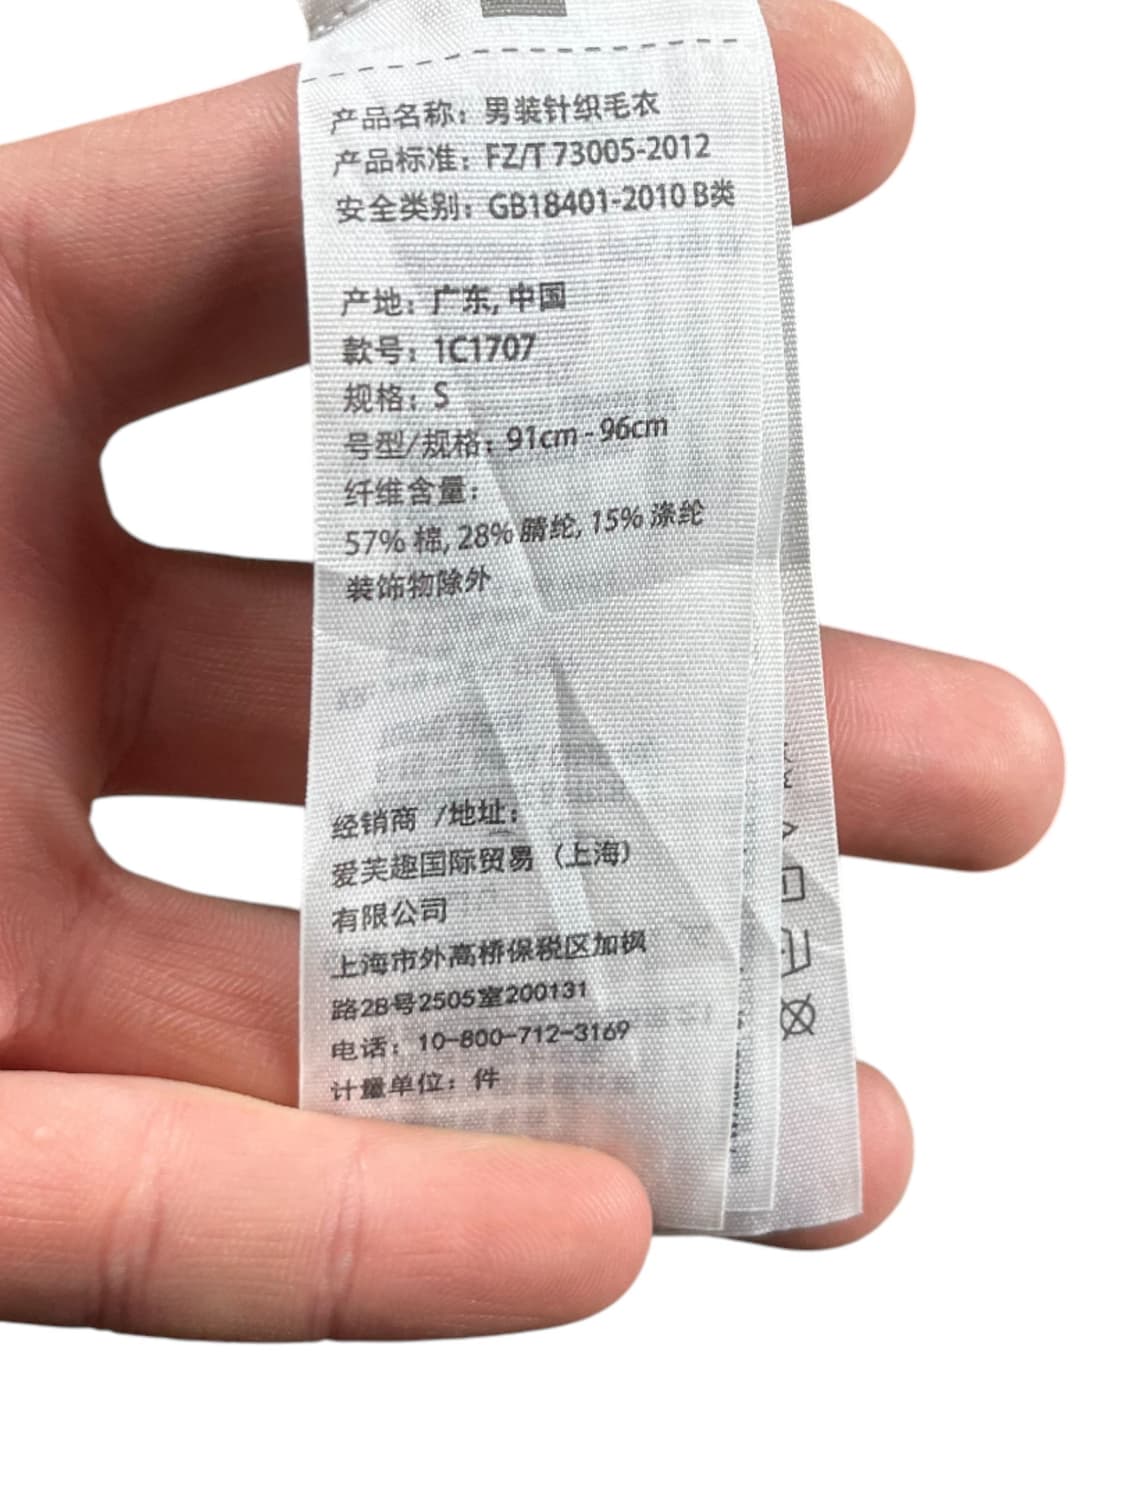 产品名称：男装针织毛衣
产品标准：FZ/T 73005-2012
安全类别：GB18401-2010 B类
产地：广东, 中国
款号：1C1707
规格：S
号型/规格：91cm - 96cm
纤维含量：
57% 棉, 28% 腈纶, 15% 涤纶
装饰物除外
经销商 /地址：
爱芙趣国际贸易（上海）
有限公司
上海市外高桥保税区加枫
路28号2505室200131
电话：10-800-712-3169
计量单位：件